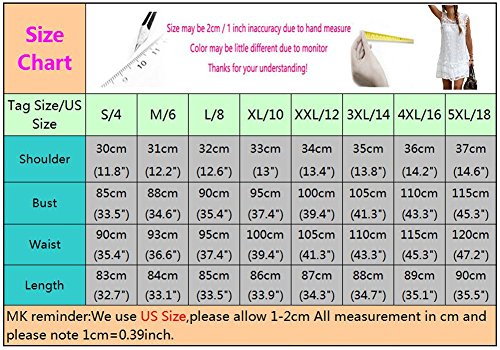 Size
Chart
Size may be 2cm / 1 inch inaccuracy due to hand measure
Color may be little different due to monitor
Thanks for your understanding!
9 10 11
Tag Size/US Size S/4 M/6 L/8 XL/10 XXL/12 3XL/14 4XL/16 5XL/18
Shoulder 30cm 31cm 32cm 33cm 34cm 35cm 36cm 37cm
(11.8") (12.2") (12.6") (13") (13.4") (13.8") (14.2") (14.6")
Bust 85cm 88cm 90cm 95cm 100cm 105cm 110cm 115cm
(33.5") (34.6") (35.4") (37.4") (39.4") (41.3") (43.3") (45.3")
Waist 90cm 93cm 95cm 100cm 105cm 110cm 115cm 120cm
(35.4") (36.6") (37.4") (39.4") (41.3") (43.3") (45.3") (47.2")
Length 83cm 84cm 85cm 86cm 87cm 88cm 89cm 90cm
(32.7") (33.1") (33.5") (33.9") (34.3") (34.7") (35.1") (35.5")
MK reminder:We use US Size,please allow 1-2cm All measurement in cm and
please note 1cm=0.39inch.